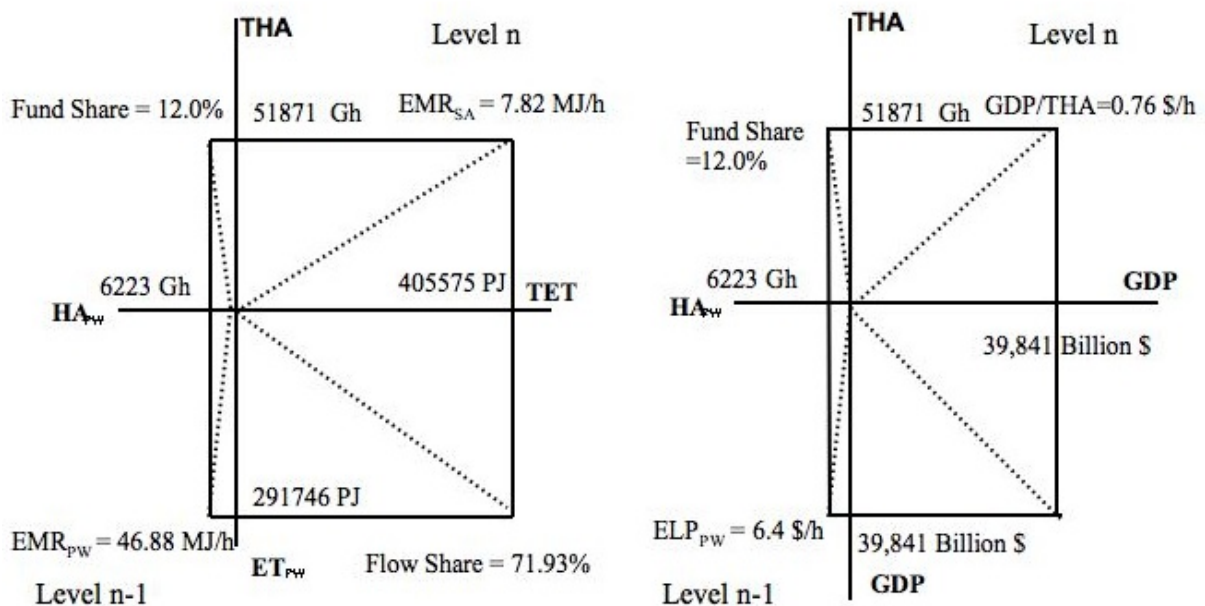 THA
Level n
Fund Share = 12.0%
51871 Gh
EMR_SA = 7.82 MJ/h
6223 Gh
405575 PJ
TET
HA_PW
291746 PJ
EMR_PW = 46.88 MJ/h
ET_PW
Flow Share = 71.93%
Level n-1
THA
Level n
51871 Gh
GDP/THA=0.76 $/h
Fund Share
=12.0%
6223 Gh
GDP
HA_PW
39,841 Billion $
ELP_PW = 6.4 $/h
39,841 Billion $
Level n-1
GDP